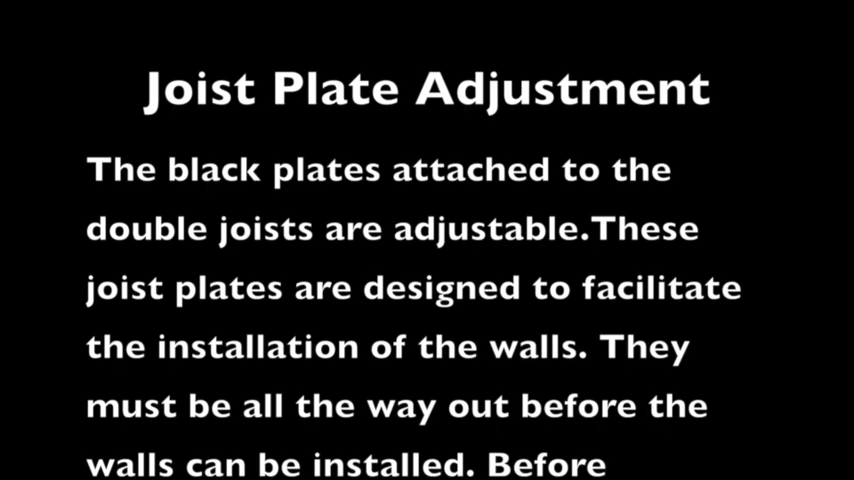 Joist Plate Adjustment
The black plates attached to the
double joists are adjustable.These
joist plates are designed to facilitate
the installation of the walls. They
must be all the way out before the
walls can be installed. Before